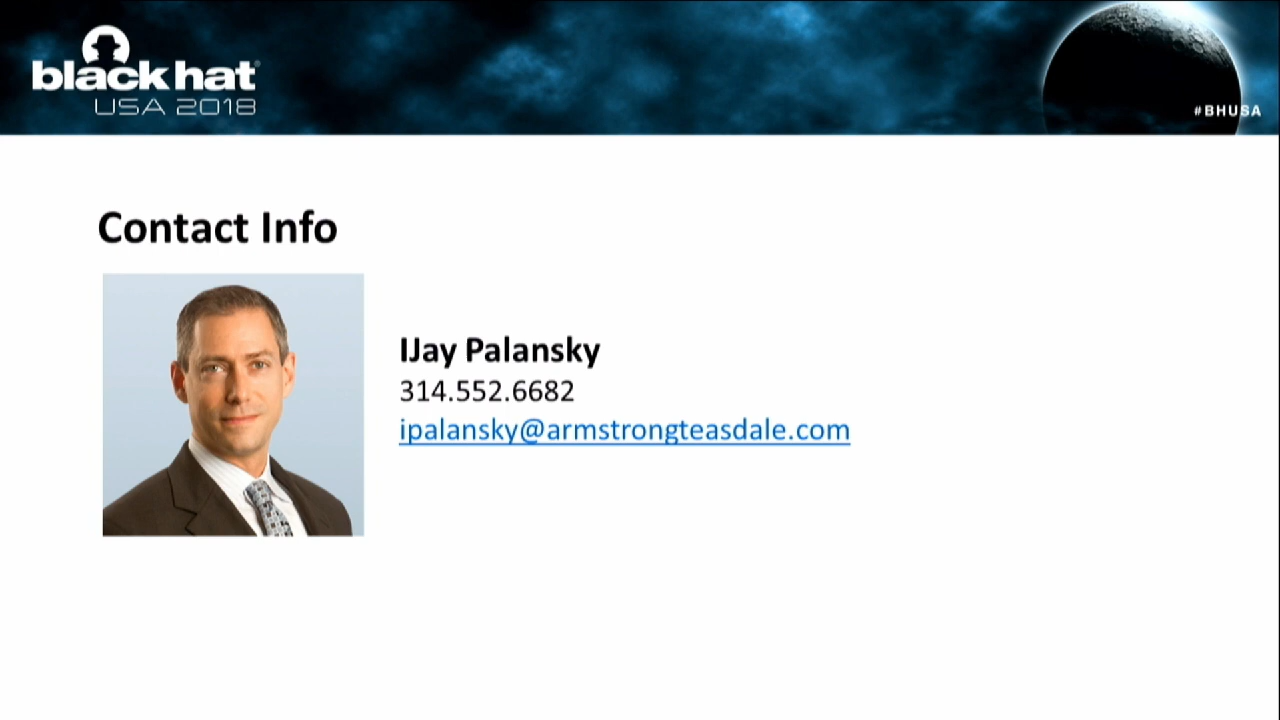 black hat
USA 2018
#BHUSA
Contact Info
IJay Palansky
314.552.6682
ipalansky@armstrongteasdale.com